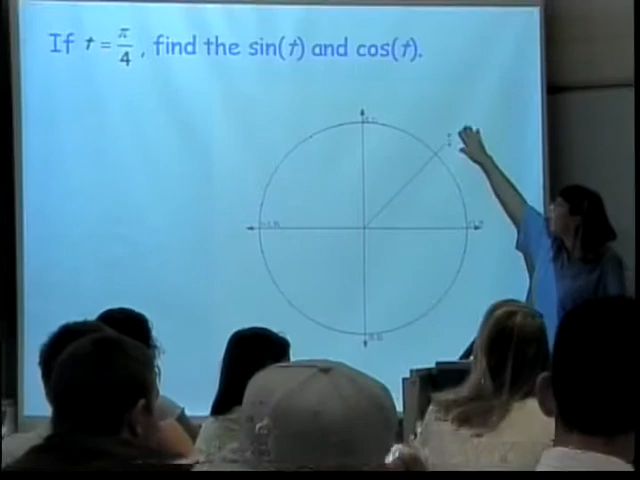 If t = π/4, find the sin(t) and cos(t).